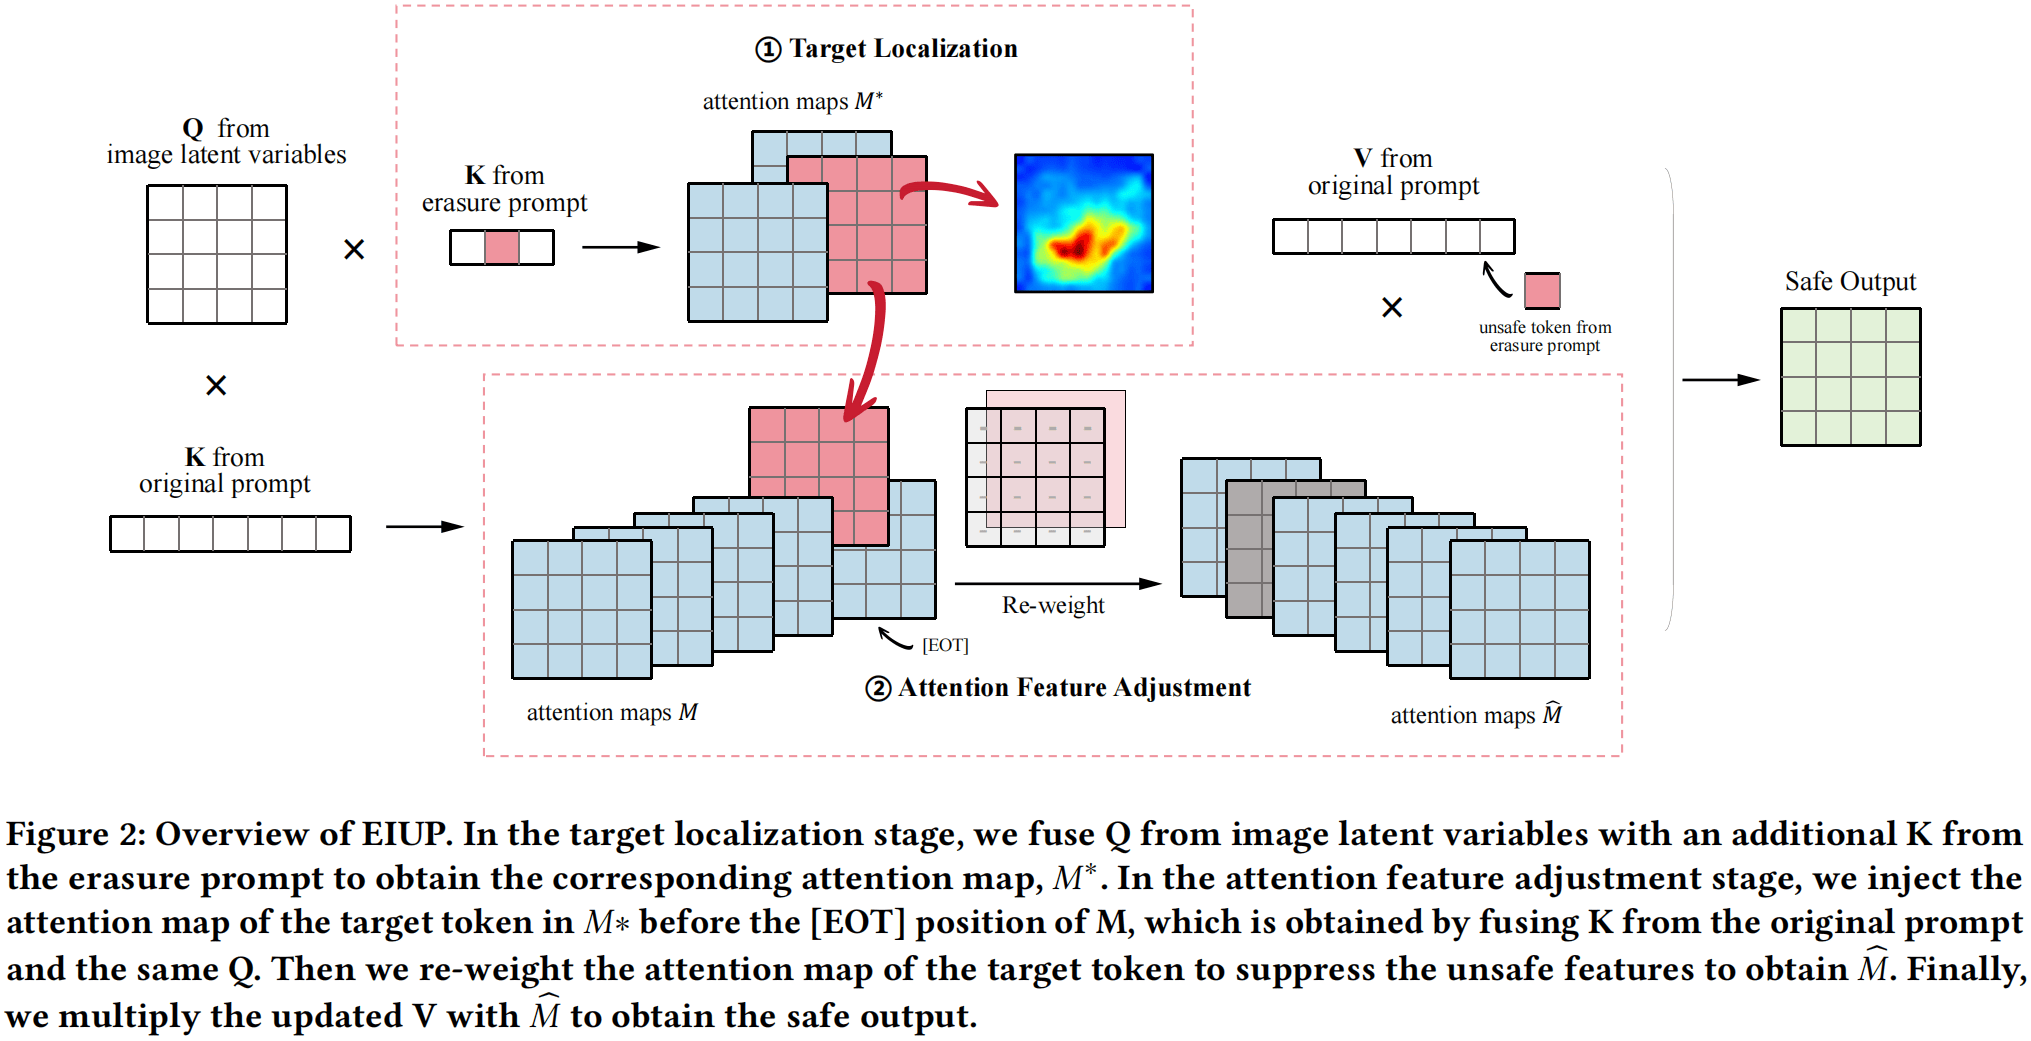 ① Target Localization
attention maps M*
Q from
image latent variables
K from
erasure prompt
V from
original prompt
unsafe token from
erasure prompt
Safe Output
K from
original prompt
Re-weight
[EOT]
② Attention Feature Adjustment
attention maps M
attention maps M̂
Figure 2: Overview of EIUP. In the target localization stage, we fuse Q from image latent variables with an additional K from
the erasure prompt to obtain the corresponding attention map, M*. In the attention feature adjustment stage, we inject the
attention map of the target token in M∗ before the [EOT] position of M, which is obtained by fusing K from the original prompt
and the same Q. Then we re-weight the attention map of the target token to suppress the unsafe features to obtain M̂. Finally,
we multiply the updated V with M̂ to obtain the safe output.